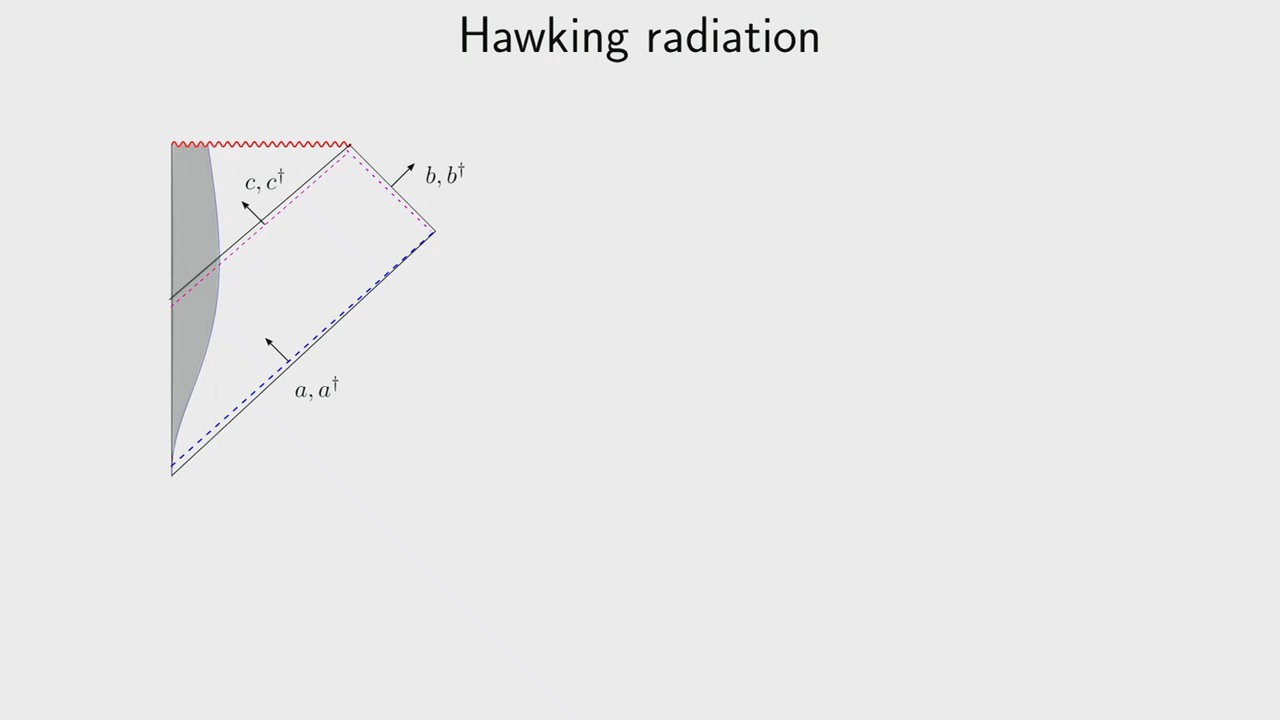 Hawking radiation
c, c†
b, b†
a, a†